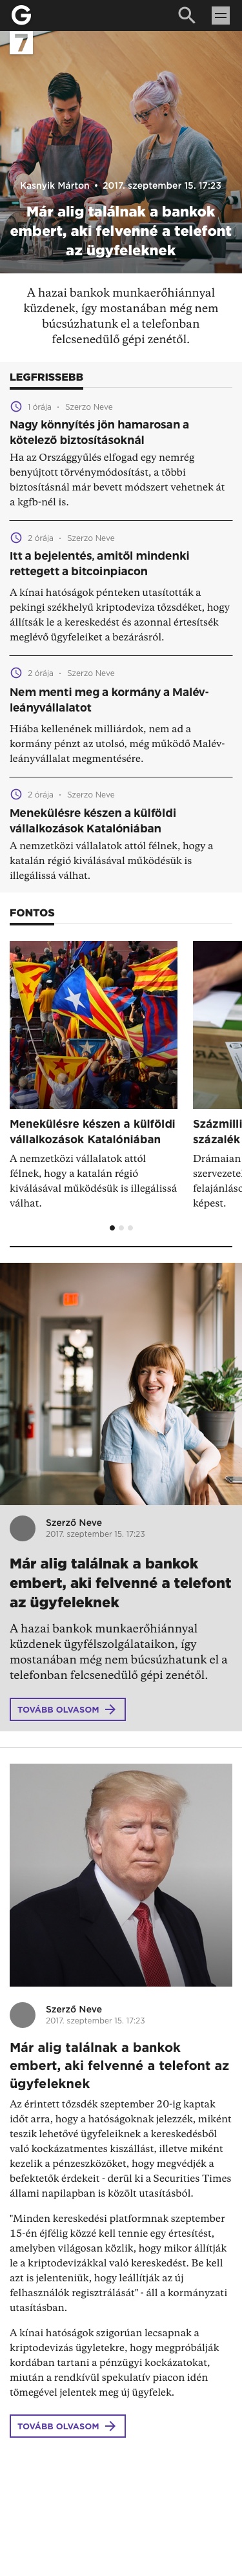 G
7
Kasnyik Márton • 2017. szeptember 15. 17:23
Már alig találnak a bankok
embert, aki felvenné a telefont
az ügyfeleknek
A hazai bankok munkaerőhiánnyal
küzdenek, így mostanában még nem
búcsúzhatunk el a telefonban
felcsenedülő gépi zenétől.
LEGFRISSEBB
1 órája · Szerzo Neve
Nagy könnyítés jön hamarosan a
kötelező biztosításoknál
Ha az Országgyűlés elfogad egy nemrég
benyújtott törvénymódosítást, a többi
biztosításnál már bevett módszert vehetnek át
a kgfb-nél is.
2 órája · Szerzo Neve
Itt a bejelentés, amitől mindenki
rettegett a bitcoinpiacon
A kínai hatóságok pénteken utasították a
pekingi székhelyű kriptodeviza tőzsdéket, hogy
állítsák le a kereskedést és azonnal értesítsék
meglévő ügyfeleiket a bezárásról.
2 órája · Szerzo Neve
Nem menti meg a kormány a Malév-
leányvállalatot
Hiába kellenének milliárdok, nem ad a
kormány pénzt az utolsó, még működő Malév-
leányvállalat megmentésére.
2 órája · Szerzo Neve
Menekülésre készen a külföldi
vállalkozások Katalóniában
A nemzetközi vállalatok attól félnek, hogy a
katalán régió kiválásával működésük is
illegálissá válhat.
FONTOS
Menekülésre készen a külföldi
vállalkozások Katalóniában
A nemzetközi vállalatok attól
félnek, hogy a katalán régió
kiválásával működésük is illegálissá
válhat.
Százmilli
százalék
Drámaian
szervezete
felajánlásc
képest.
Szerző Neve
2017. szeptember 15. 17:23
Már alig találnak a bankok
embert, aki felvenné a telefont
az ügyfeleknek
A hazai bankok munkaerőhiánnyal
küzdenek ügyfélszolgálataikon, így
mostanában még nem búcsúzhatunk el a
telefonban felcsenedülő gépi zenétől.
TOVÁBB OLVASOM
Szerző Neve
2017. szeptember 15. 17:23
Már alig találnak a bankok
embert, aki felvenné a telefont az
ügyfeleknek
Az érintett tőzsdék szeptember 20-ig kaptak
időt arra, hogy a hatóságoknak jelezzék, miként
teszik lehetővé ügyfeleiknek a kereskedésből
való kockázatmentes kiszállást, illetve miként
kezelik a pénzeszközöket, hogy megvédjék a
befektetők érdekeit - derül ki a Securities Times
állami napilapban is közölt utasításból.
"Minden kereskedési platformnak szeptember
15-én éjfélig közzé kell tennie egy értesítést,
amelyben világosan közlik, hogy mikor állítják
le a kriptodevizákkal való kereskedést. Be kell
azt is jelenteniük, hogy leállítják az új
felhasználók regisztrálását" - áll a kormányzati
utasításban.
A kínai hatóságok szigorúan lecsapnak a
kriptodevizás ügyletekre, hogy megpróbálják
kordában tartani a pénzügyi kockázatokat,
miután a rendkívül spekulatív piacon idén
tömegével jelentek meg új ügyfelek.
TOVÁBB OLVASOM